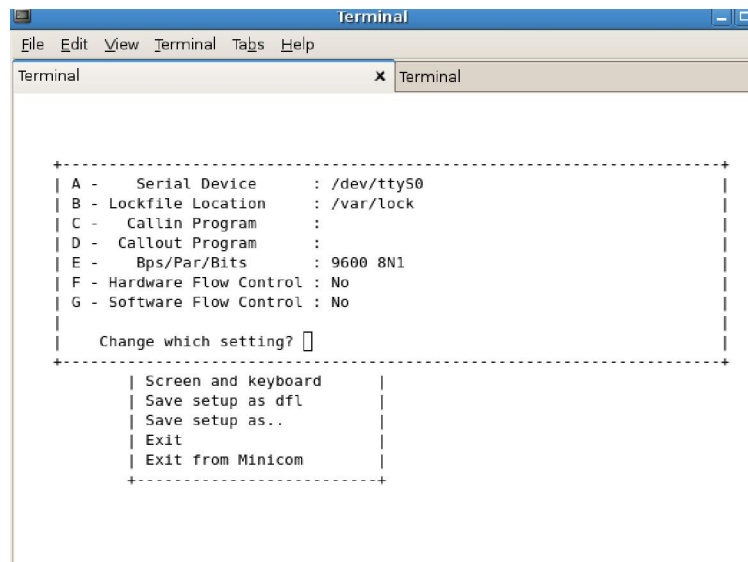 Terminal
File Edit View Terminal Tabs Help
Terminal x Terminal
+-----------------------------------------------------------------------+
| A -    Serial Device      : /dev/ttyS0                                |
| B - Lockfile Location     : /var/lock                                 |
| C -   Callin Program      :                                           |
| D -  Callout Program      :                                           |
| E -    Bps/Par/Bits       : 9600 8N1                                  |
| F - Hardware Flow Control : No                                        |
| G - Software Flow Control : No                                        |
|                                                                       |
|    Change which setting?                                              |
+-----------------------------------------------------------------------+
| Screen and keyboard      |
| Save setup as dfl        |
| Save setup as..          |
| Exit                     |
| Exit from Minicom        |
+--------------------------+